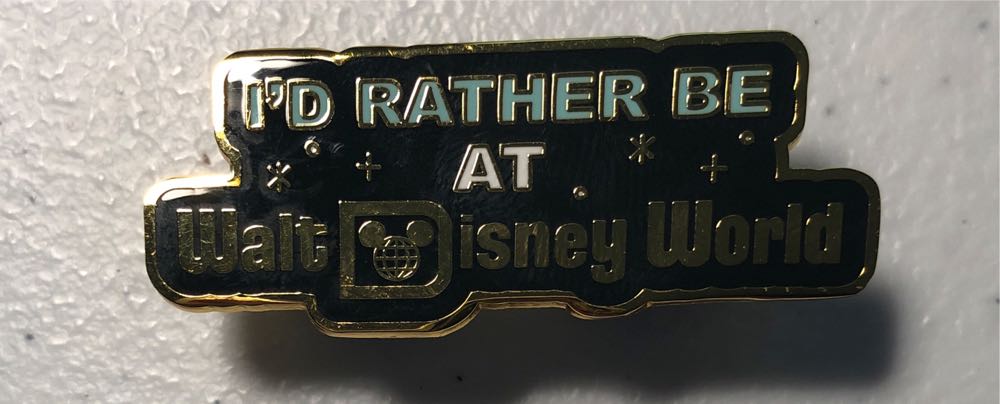 I'D RATHER BE
AT
Walt Disney World